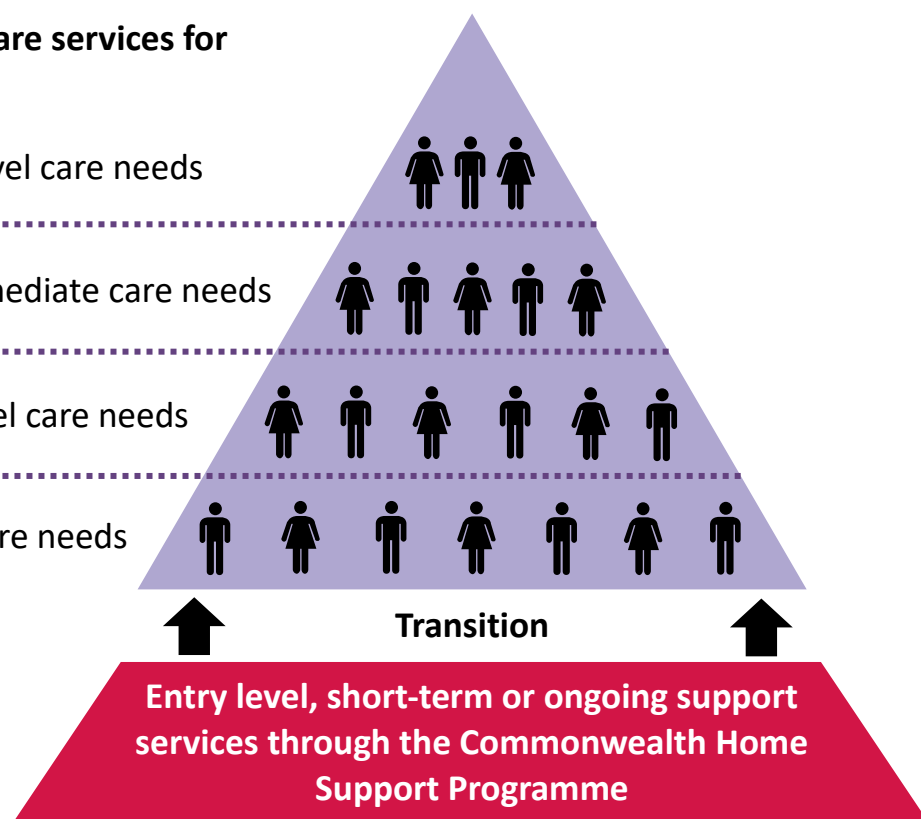 are services for
vel care needs
mediate care needs
el care needs
re needs
Transition
Entry level, short-term or ongoing support
services through the Commonwealth Home
Support Programme